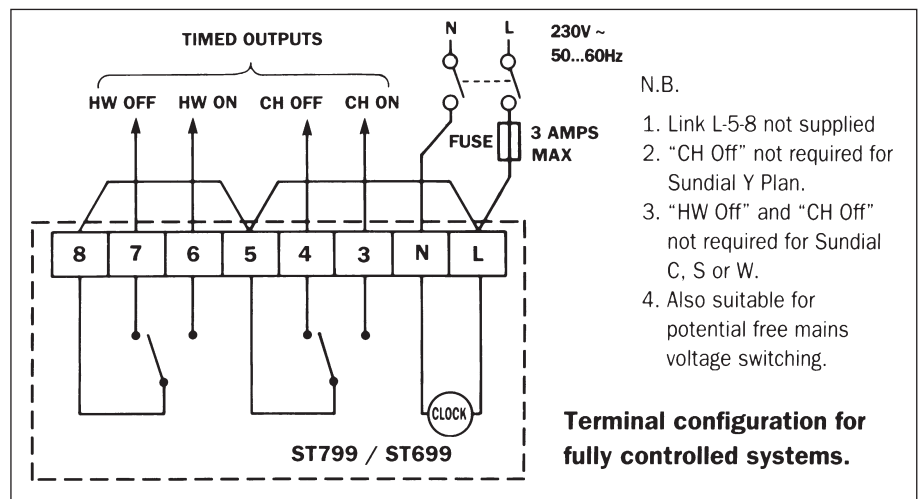 TIMED OUTPUTS
HW OFF HW ON CH OFF CH ON
N L 230V ~
50...60Hz
FUSE 3 AMPS
MAX
8 7 6 5 4 3 N L
CLOCK
ST799 / ST699
N.B.
1. Link L-5-8 not supplied
2. “CH Off” not required for
Sundial Y Plan.
3. “HW Off” and “CH Off”
not required for Sundial
C, S or W.
4. Also suitable for
potential free mains
voltage switching.
Terminal configuration for
fully controlled systems.